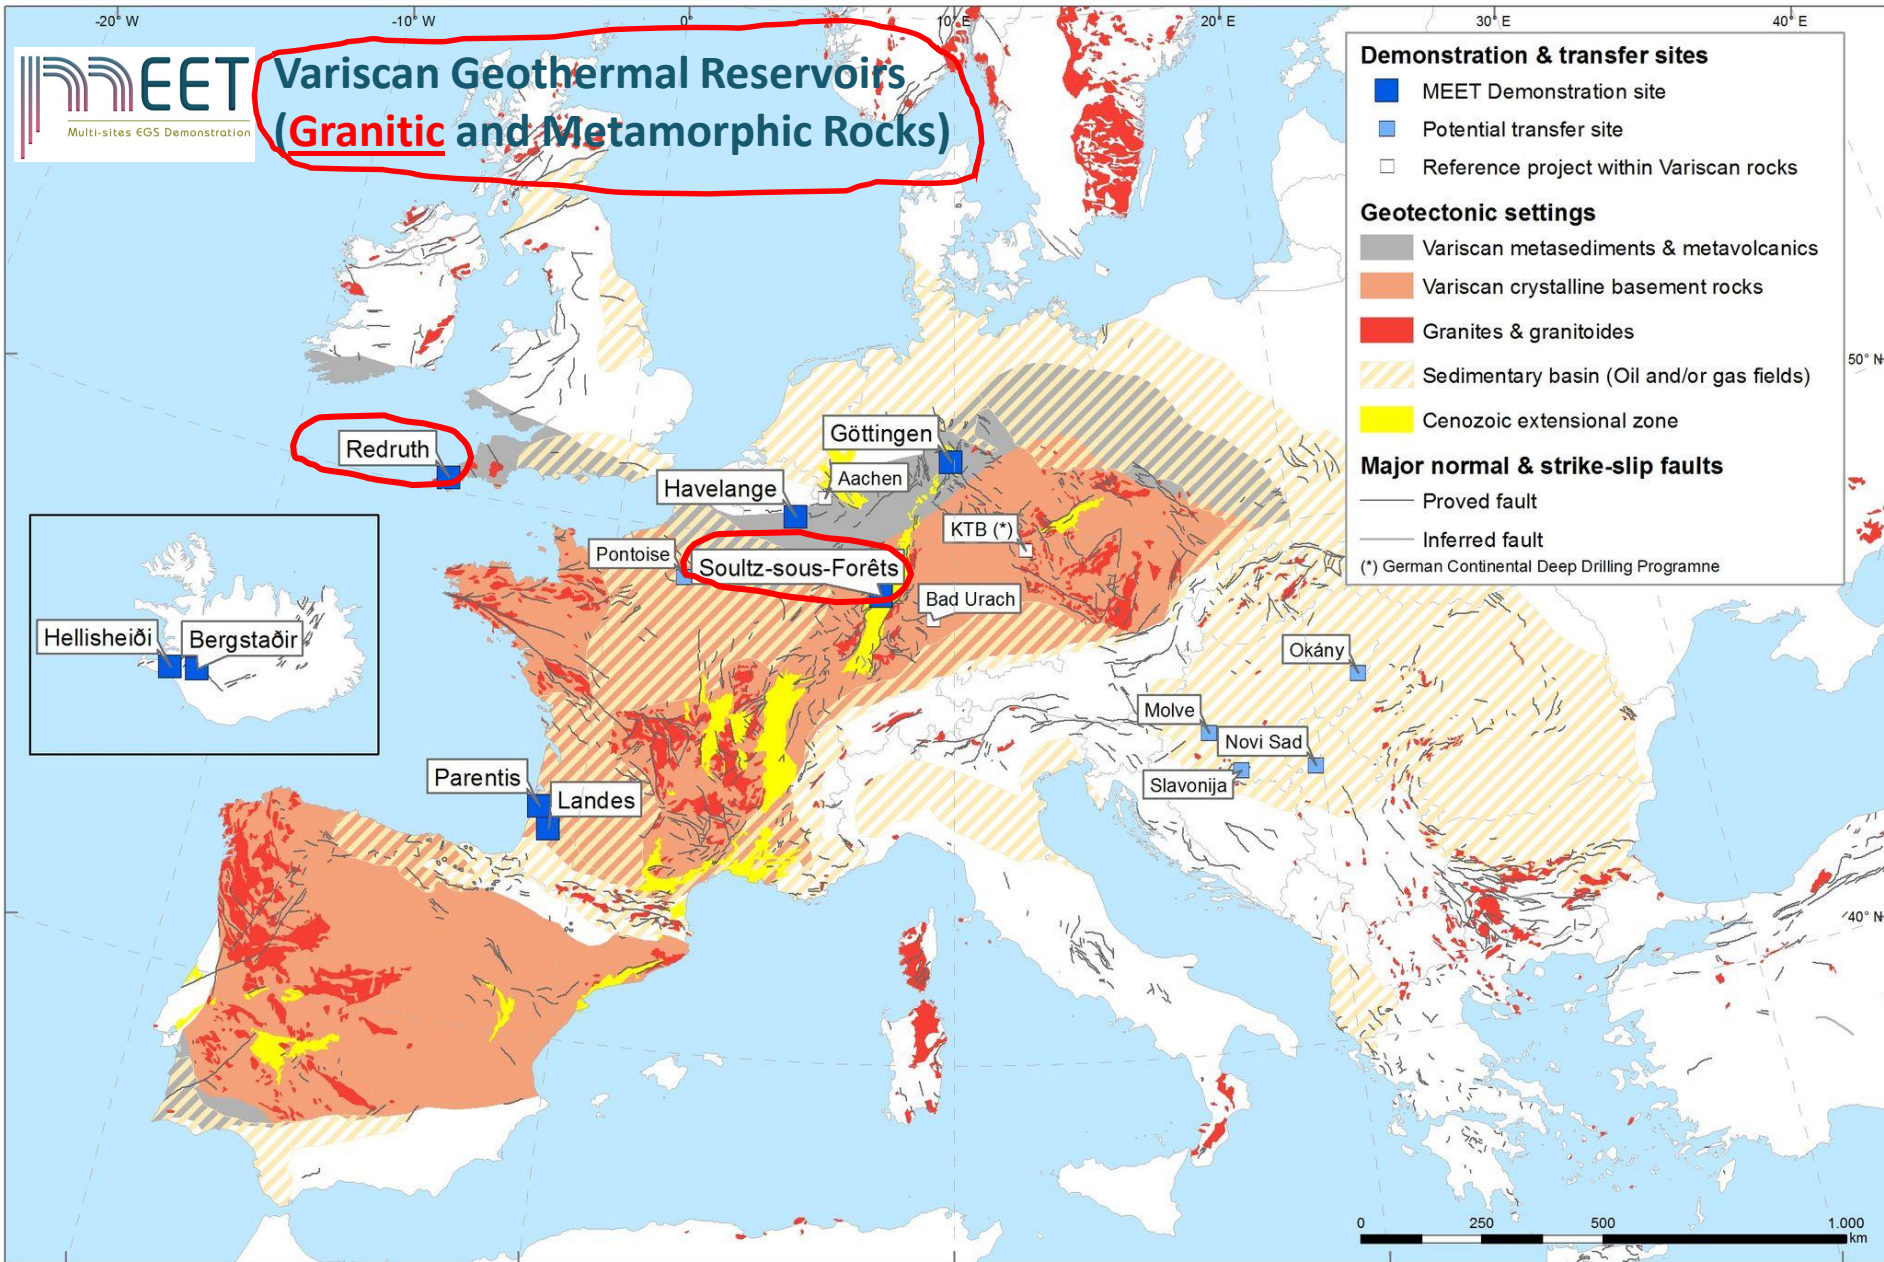 -20° W
-10° W
0°
10°E
20°E
30°E
40°E
MEET
Multi-sites EGS Demonstration
Variscan Geothermal Reservoirs
(Granitic and Metamorphic Rocks)
Demonstration & transfer sites
MEET Demonstration site
Potential transfer site
Reference project within Variscan rocks
Geotectonic settings
Variscan metasediments & metavolcanics
Variscan crystalline basement rocks
Granites & granitoides
Sedimentary basin (Oil and/or gas fields)
Cenozoic extensional zone
Major normal & strike-slip faults
Proved fault
Inferred fault
(*) German Continental Deep Drilling Programne
50° N
Redruth
Göttingen
Aachen
Havelange
KTB (*)
Pontoise
Soultz-sous-Forêts
Bad Urach
Hellisheiði
Bergstaðir
Okány
Molve
Novi Sad
Slavonija
Parentis
Landes
40° N
0
250
500
1.000
km